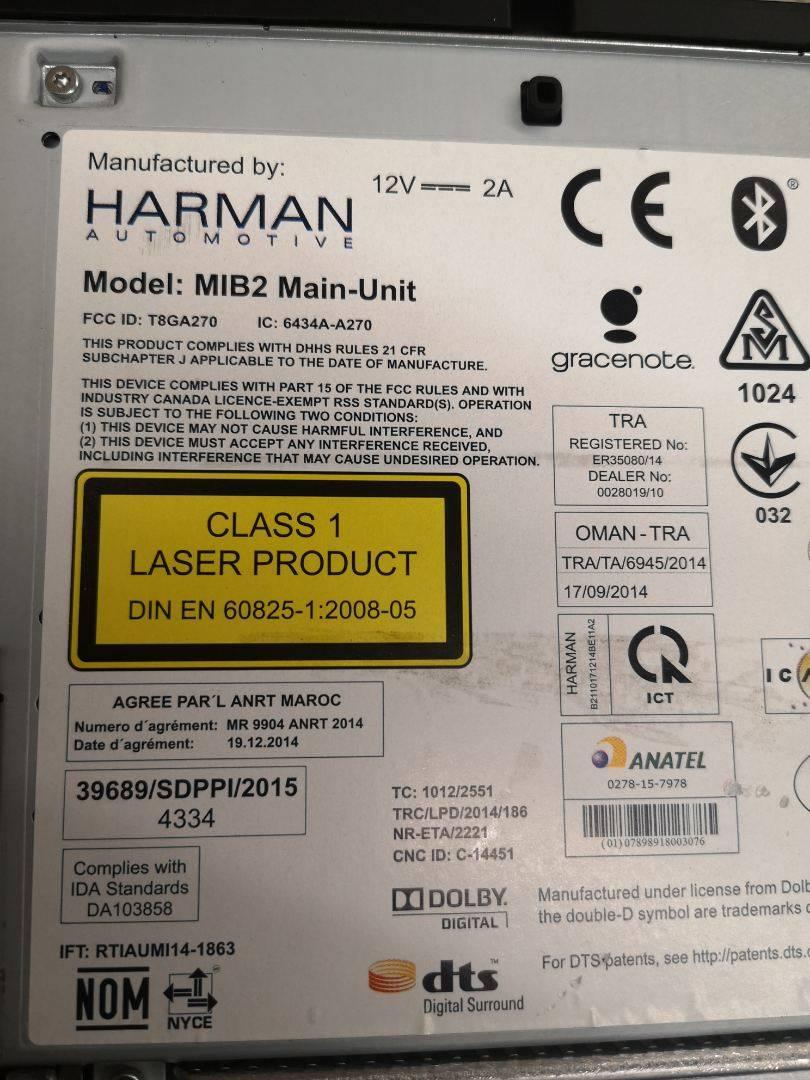 Manufactured by:
HARMAN
AUTOMOTIVE
12V 2A
CE
Model: MIB2 Main-Unit
FCC ID: T8GA270 IC: 6434A-A270
THIS PRODUCT COMPLIES WITH DHHS RULES 21 CFR
SUBCHAPTER J APPLICABLE TO THE DATE OF MANUFACTURE.
THIS DEVICE COMPLIES WITH PART 15 OF THE FCC RULES AND WITH
INDUSTRY CANADA LICENCE-EXEMPT RSS STANDARD(S). OPERATION
IS SUBJECT TO THE FOLLOWING TWO CONDITIONS:
(1) THIS DEVICE MAY NOT CAUSE HARMFUL INTERFERENCE, AND
(2) THIS DEVICE MUST ACCEPT ANY INTERFERENCE RECEIVED,
INCLUDING INTERFERENCE THAT MAY CAUSE UNDESIRED OPERATION.
gracenote.
1024
TRA
REGISTERED No:
ER35080/14
DEALER No:
0028019/10
032
CLASS 1
LASER PRODUCT
DIN EN 60825-1:2008-05
OMAN-TRA
TRA/TA/6945/2014
17/09/2014
HARMAN
B2110171214BE11A2
ICT
IC
AGREE PAR´L ANRT MAROC
Numero d´agrément: MR 9904 ANRT 2014
Date d´agrément: 19.12.2014
ANATEL
0278-15-7978
(01)07898918003076
39689/SDPPI/2015
4334
TC: 1012/2551
TRC/LPD/2014/186
NR-ETA/2221
CNC ID: C-14451
Complies with
IDA Standards
DA103858
DOLBY
DIGITAL
Manufactured under license from
the double-D symbol are trademarks
IFT: RTIAUMI14-1863
NOM
NYCE
dts™
Digital Surround
For DTS patents, see http://patents.dts.